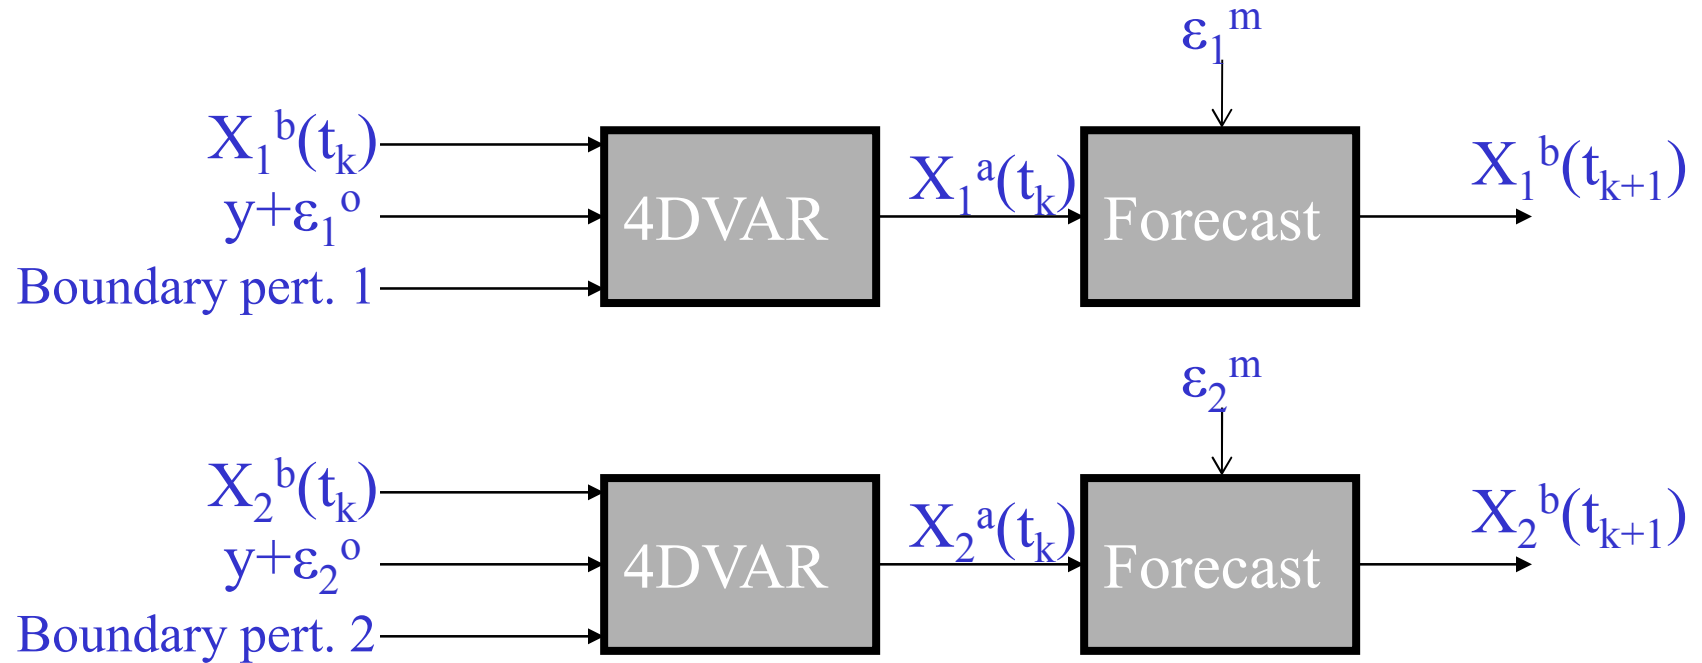 ε₁ᵐ
X₁ᵇ(tₖ)
y+ε₁ᵒ
Boundary pert. 1
4DVAR
X₁ᵃ(tₖ)
Forecast
X₁ᵇ(tₖ₊₁)
ε₂ᵐ
X₂ᵇ(tₖ)
y+ε₂ᵒ
Boundary pert. 2
4DVAR
X₂ᵃ(tₖ)
Forecast
X₂ᵇ(tₖ₊₁)